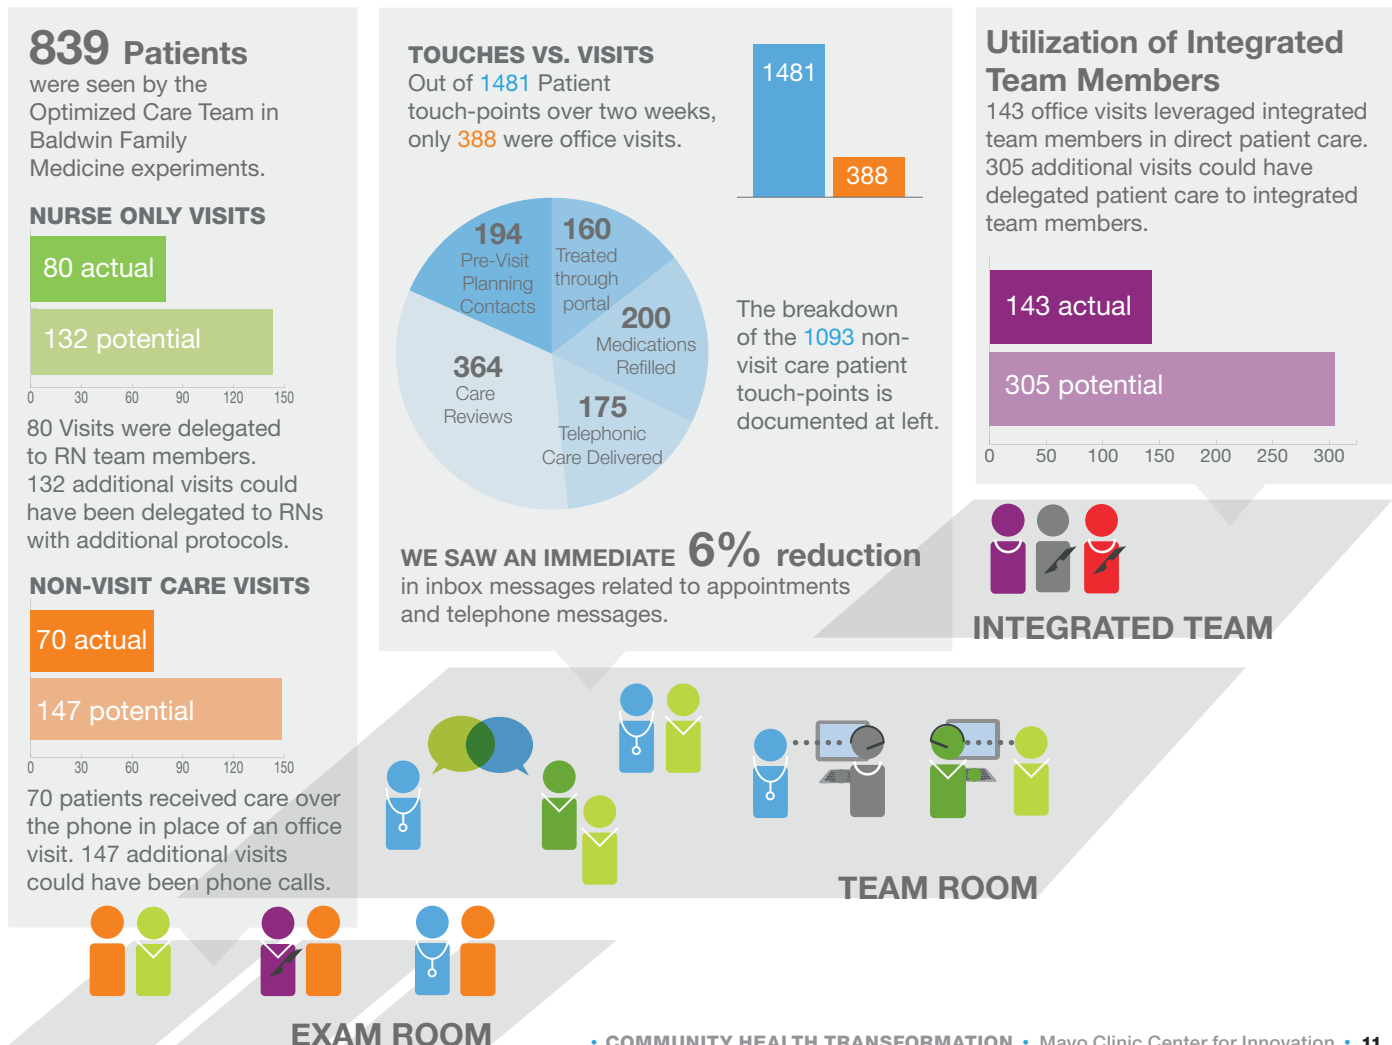 839 Patients
were seen by the
Optimized Care Team in
Baldwin Family
Medicine experiments.
NURSE ONLY VISITS
80 actual
132 potential
0 30 60 90 120 150
80 Visits were delegated
to RN team members.
132 additional visits could
have been delegated to RNs
with additional protocols.
NON-VISIT CARE VISITS
70 actual
147 potential
0 30 60 90 120 150
70 patients received care over
the phone in place of an office
visit. 147 additional visits
could have been phone calls.
TOUCHES VS. VISITS
Out of 1481 Patient
touch-points over two weeks,
only 388 were office visits.
1481
388
194
Pre-Visit
Planning
Contacts
160
Treated
through
portal
200
Medications
Refilled
364
Care
Reviews
175
Telephonic
Care Delivered
The breakdown
of the 1093 non-
visit care patient
touch-points is
documented at left.
WE SAW AN IMMEDIATE 6% reduction
in inbox messages related to appointments
and telephone messages.
Utilization of Integrated
Team Members
143 office visits leveraged integrated
team members in direct patient care.
305 additional visits could have
delegated patient care to integrated
team members.
143 actual
305 potential
0 50 100 150 200 250 300
INTEGRATED TEAM
TEAM ROOM
EXAM ROOM
• COMMUNITY HEALTH TRANSFORMATION • Mayo Clinic Center for Innovation • 11